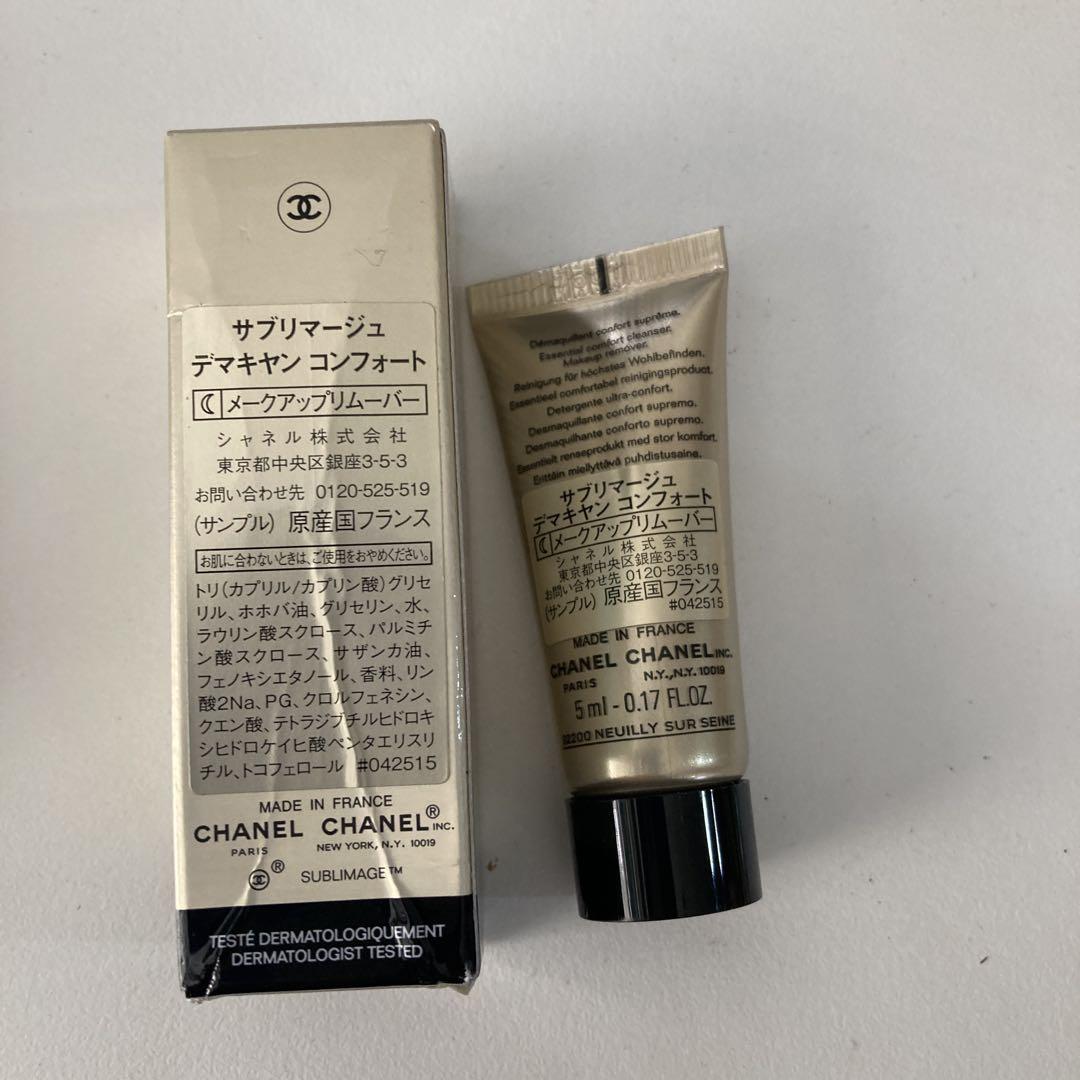 サブリマージュ
デマキヤン コンフォート
メークアップリムーバー
シャネル株式会社
東京都中央区銀座3-5-3
お問い合わせ先 0120-525-519
(サンプル) 原産国フランス
お肌に合わないときは、ご使用をおやめください。
トリ(カプリル/カプリン酸)グリセ
リル、ホホバ油、グリセリン、水、
ラウリン酸スクロース、パルミチ
ン酸スクロース、サザンカ油、
フェノキシエタノール、香料、リン
酸2Na、PG、クロルフェネシン、
クエン酸、テトラジブチルヒドロキ
シヒドロケイヒ酸ペンタエリスリ
チル、トコフェロール #042515
MADE IN FRANCE
CHANEL CHANEL® INC.
PARIS NEW YORK, N.Y. 10019
® SUBLIMAGE™
TESTÉ DERMATOLOGIQUEMENT
DERMATOLOGIST TESTED
Démaquillant confort suprême.
Essential comfort cleanser.
Makeup remover.
Reinigung für höchstes Wohlbefinden.
Essentieel comfortabel reinigingsproduct.
Detergente ultra-confort.
Desmaquillante confort supremo.
Desmaquilhante conforto supremo.
Essentielt renseprodukt med stor komfort.
Erittäin miellyttävä puhdistusaine.
サブリマージュ
デマキヤン コンフォート
メークアップリムーバー
シャネル株式会社
東京都中央区銀座3-5-3
お問い合わせ先 0120-525-519
(サンプル) 原産国フランス
#042515
MADE IN FRANCE
CHANEL CHANEL INC.
PARIS N.Y., N.Y. 10019
5 ml - 0.17 FL.OZ.
92200 NEUILLY SUR SEINE